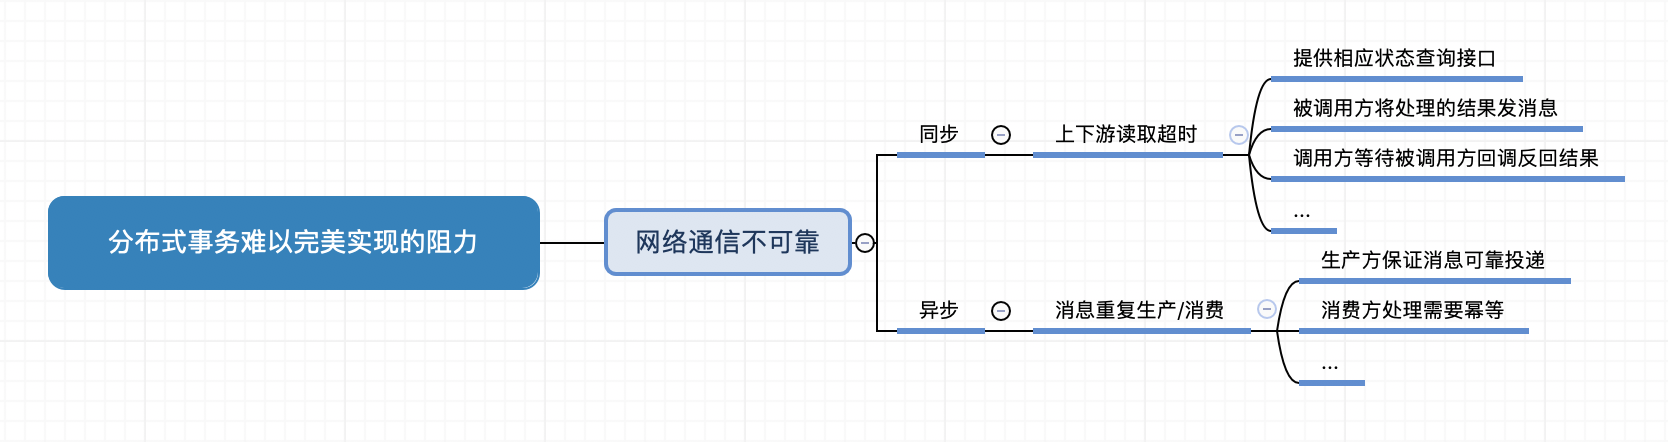 分布式事务难以完美实现的阻力
网络通信不可靠
同步
上下游读取超时
提供相应状态查询接口
被调用方将处理的结果发消息
调用方等待被调用方回调反回结果
...
异步
消息重复生产/消费
生产方保证消息可靠投递
消费方处理需要幂等
...